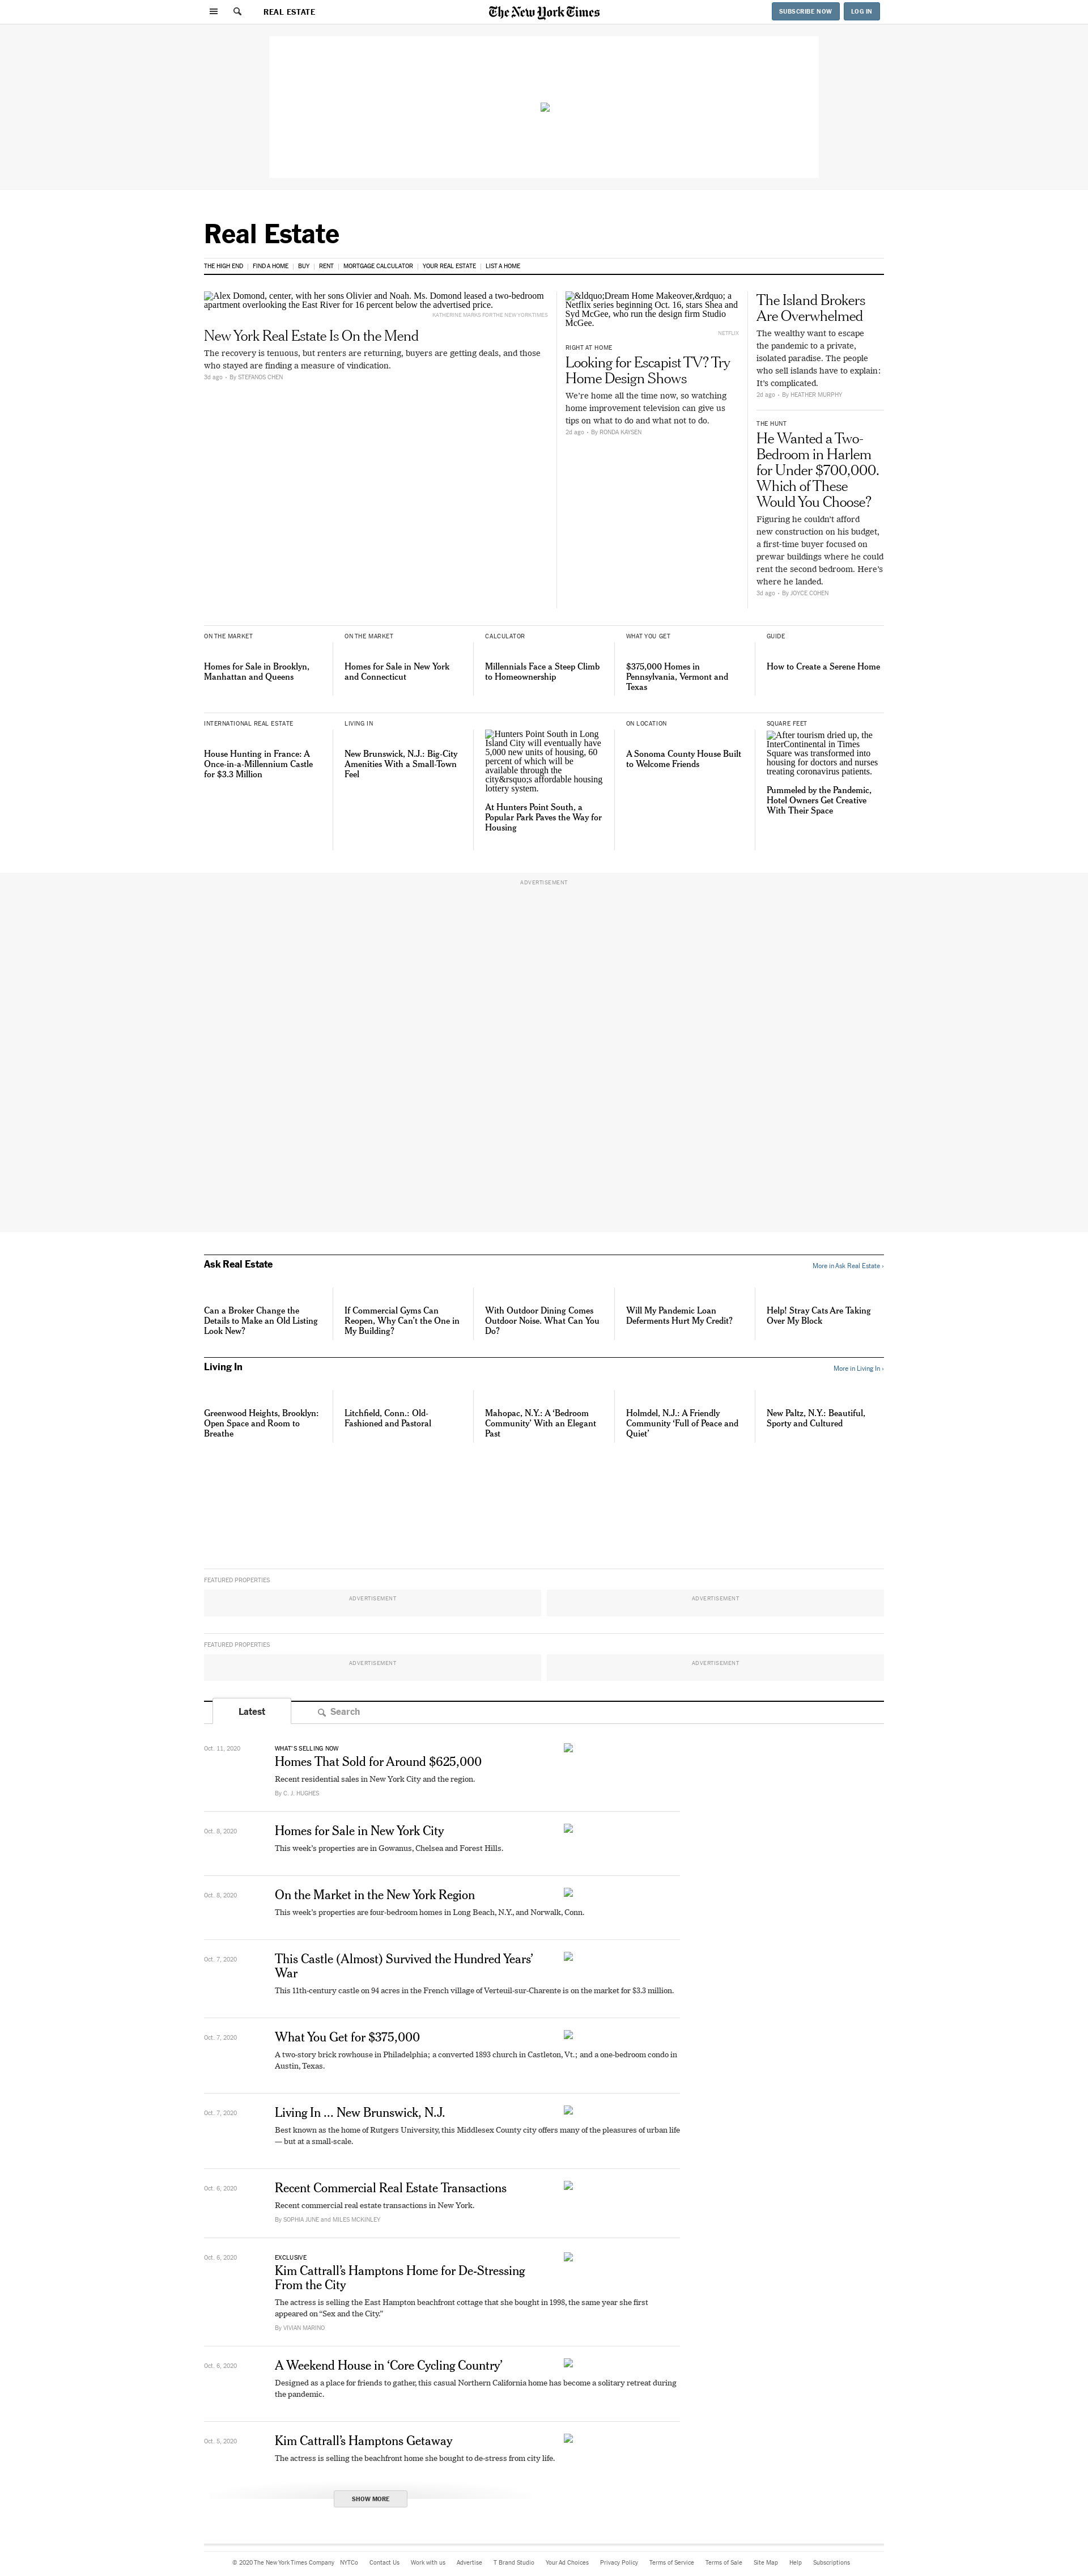 REAL ESTATE
The New York Times
SUBSCRIBE NOW
LOG IN
Real Estate
THE HIGH END | FIND A HOME | BUY | RENT | MORTGAGE CALCULATOR | YOUR REAL ESTATE | LIST A HOME
Alex Domond, center, with her sons Olivier and Noah. Ms. Domond leased a two-bedroom
apartment overlooking the East River for 16 percent below the advertised price.
KATHERINE MARKS FOR THE NEW YORK TIMES
New York Real Estate Is On the Mend
The recovery is tenuous, but renters are returning, buyers are getting deals, and those
who stayed are finding a measure of vindication.
3d ago • By STEFANOS CHEN
&ldquo;Dream Home Makeover,&rdquo; a
Netflix series beginning Oct. 16, stars Shea and
Syd McGee, who run the design firm Studio
McGee.
NETFLIX
RIGHT AT HOME
Looking for Escapist TV? Try
Home Design Shows
We're home all the time now, so watching
home improvement television can give us
tips on what to do and what not to do.
2d ago • By RONDA KAYSEN
The Island Brokers
Are Overwhelmed
The wealthy want to escape
the pandemic to a private,
isolated paradise. The people
who sell islands have to explain:
It's complicated.
2d ago • By HEATHER MURPHY
THE HUNT
He Wanted a Two-
Bedroom in Harlem
for Under $700,000.
Which of These
Would You Choose?
Figuring he couldn't afford
new construction on his budget,
a first-time buyer focused on
prewar buildings where he could
rent the second bedroom. Here's
where he landed.
3d ago • By JOYCE COHEN
ON THE MARKET
Homes for Sale in Brooklyn,
Manhattan and Queens
ON THE MARKET
Homes for Sale in New York
and Connecticut
CALCULATOR
Millennials Face a Steep Climb
to Homeownership
WHAT YOU GET
$375,000 Homes in
Pennsylvania, Vermont and
Texas
GUIDE
How to Create a Serene Home
INTERNATIONAL REAL ESTATE
House Hunting in France: A
Once-in-a-Millennium Castle
for $3.3 Million
LIVING IN
New Brunswick, N.J.: Big-City
Amenities With a Small-Town
Feel
Hunters Point South in Long
Island City will eventually have
5,000 new units of housing, 60
percent of which will be
available through the
city&rsquo;s affordable housing
lottery system.
At Hunters Point South, a
Popular Park Paves the Way for
Housing
ON LOCATION
A Sonoma County House Built
to Welcome Friends
SQUARE FEET
After tourism dried up, the
InterContinental in Times
Square was transformed into
housing for doctors and nurses
treating coronavirus patients.
Pummeled by the Pandemic,
Hotel Owners Get Creative
With Their Space
ADVERTISEMENT
Ask Real Estate
More in Ask Real Estate ›
Can a Broker Change the
Details to Make an Old Listing
Look New?
If Commercial Gyms Can
Reopen, Why Can't the One in
My Building?
With Outdoor Dining Comes
Outdoor Noise. What Can You
Do?
Will My Pandemic Loan
Deferments Hurt My Credit?
Help! Stray Cats Are Taking
Over My Block
Living In
More in Living In ›
Greenwood Heights, Brooklyn:
Open Space and Room to
Breathe
Litchfield, Conn.: Old-
Fashioned and Pastoral
Mahopac, N.Y.: A 'Bedroom
Community' With an Elegant
Past
Holmdel, N.J.: A Friendly
Community 'Full of Peace and
Quiet'
New Paltz, N.Y.: Beautiful,
Sporty and Cultured
FEATURED PROPERTIES
ADVERTISEMENT
ADVERTISEMENT
FEATURED PROPERTIES
ADVERTISEMENT
ADVERTISEMENT
Latest
Search
Oct. 11, 2020
WHAT'S SELLING NOW
Homes That Sold for Around $625,000
Recent residential sales in New York City and the region.
By C. J. HUGHES
Oct. 8, 2020
Homes for Sale in New York City
This week's properties are in Gowanus, Chelsea and Forest Hills.
Oct. 8, 2020
On the Market in the New York Region
This week's properties are four-bedroom homes in Long Beach, N.Y., and Norwalk, Conn.
Oct. 7, 2020
This Castle (Almost) Survived the Hundred Years'
War
This 11th-century castle on 94 acres in the French village of Verteuil-sur-Charente is on the market for $3.3 million.
Oct. 7, 2020
What You Get for $375,000
A two-story brick rowhouse in Philadelphia; a converted 1893 church in Castleton, Vt.; and a one-bedroom condo in
Austin, Texas.
Oct. 7, 2020
Living In ... New Brunswick, N.J.
Best known as the home of Rutgers University, this Middlesex County city offers many of the pleasures of urban life
— but at a small-scale.
Oct. 6, 2020
Recent Commercial Real Estate Transactions
Recent commercial real estate transactions in New York.
By SOPHIA JUNE and MILES MCKINLEY
Oct. 6, 2020
EXCLUSIVE
Kim Cattrall's Hamptons Home for De-Stressing
From the City
The actress is selling the East Hampton beachfront cottage that she bought in 1998, the same year she first
appeared on "Sex and the City."
By VIVIAN MARINO
Oct. 6, 2020
A Weekend House in 'Core Cycling Country'
Designed as a place for friends to gather, this casual Northern California home has become a solitary retreat during
the pandemic.
Oct. 5, 2020
Kim Cattrall's Hamptons Getaway
The actress is selling the beachfront home she bought to de-stress from city life.
SHOW MORE
© 2020 The New York Times Company NYTCo Contact Us Work with us Advertise T Brand Studio Your Ad Choices Privacy Policy Terms of Service Terms of Sale Site Map Help Subscriptions